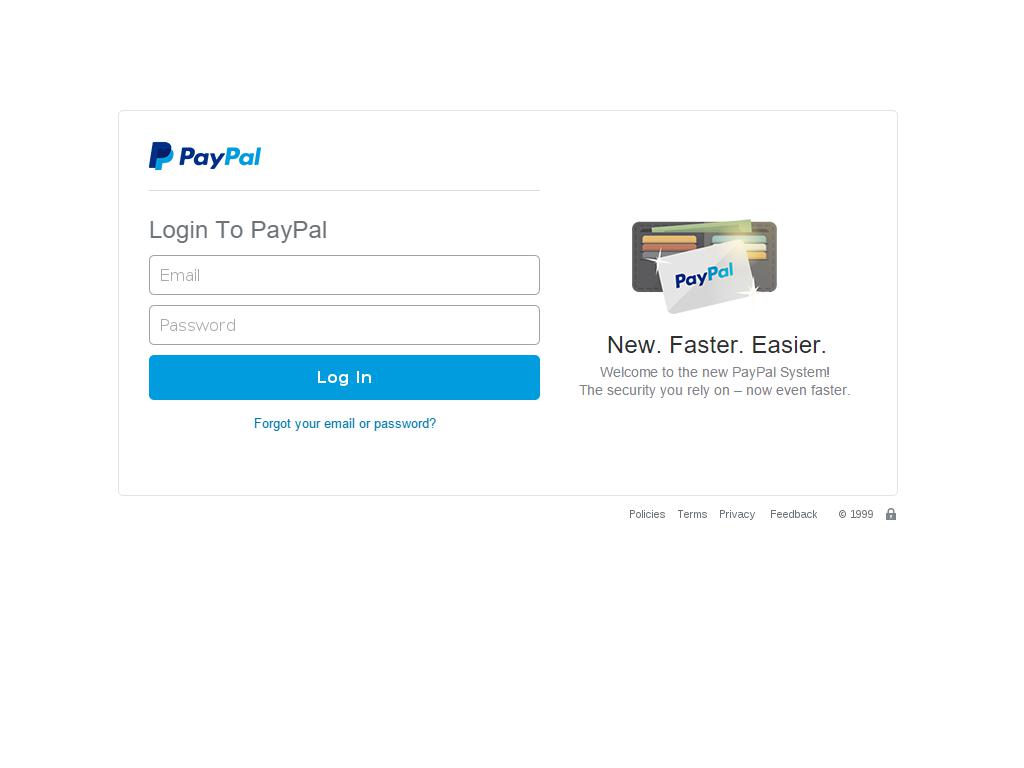 PayPal
Login To PayPal
Email
Password
Log In
Forgot your email or password?
PayPal
New. Faster. Easier.
Welcome to the new PayPal System!
The security you rely on – now even faster.
Policies Terms Privacy Feedback © 1999